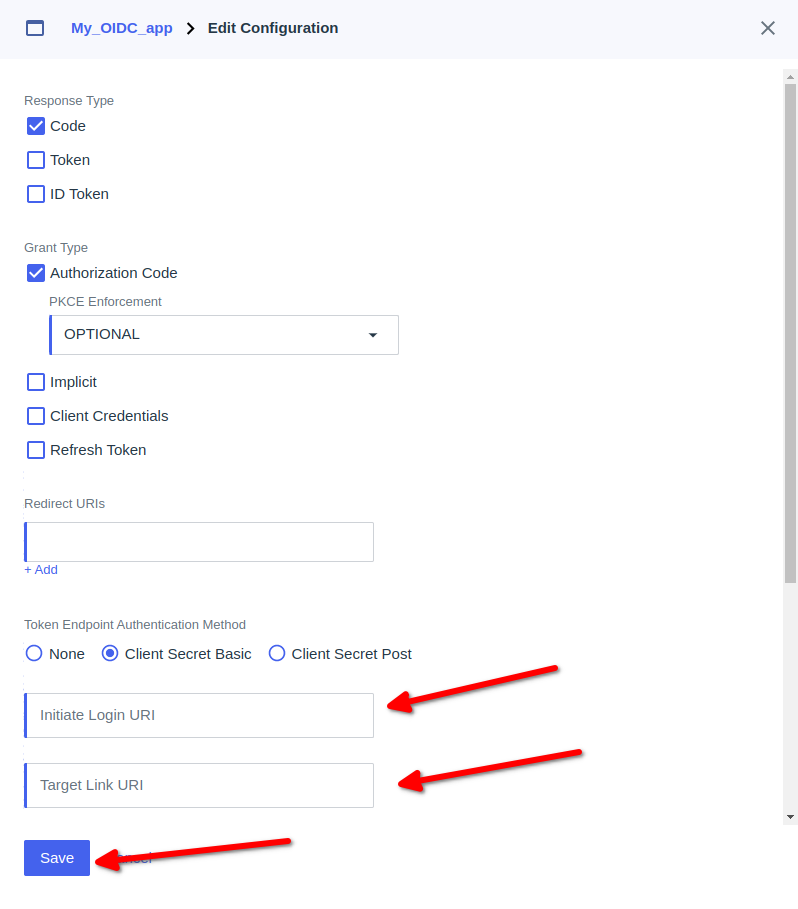 My_OIDC_app > Edit Configuration
Response Type
Code
Token
ID Token
Grant Type
Authorization Code
PKCE Enforcement
OPTIONAL
Implicit
Client Credentials
Refresh Token
Redirect URIs
+ Add
Token Endpoint Authentication Method
None Client Secret Basic Client Secret Post
Initiate Login URI
Target Link URI
Save